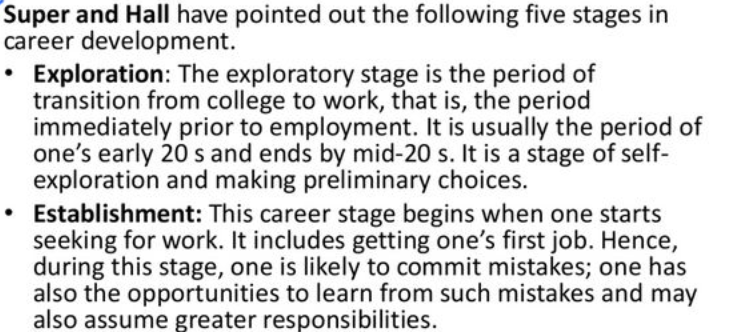 Super and Hall have pointed out the following five stages in
career development.
• Exploration: The exploratory stage is the period of
transition from college to work, that is, the period
immediately prior to employment. It is usually the period of
one's early 20 s and ends by mid-20 s. It is a stage of self-
exploration and making preliminary choices.
• Establishment: This career stage begins when one starts
seeking for work. It includes getting one's first job. Hence,
during this stage, one is likely to commit mistakes; one has
also the opportunities to learn from such mistakes and may
also assume greater responsibilities.